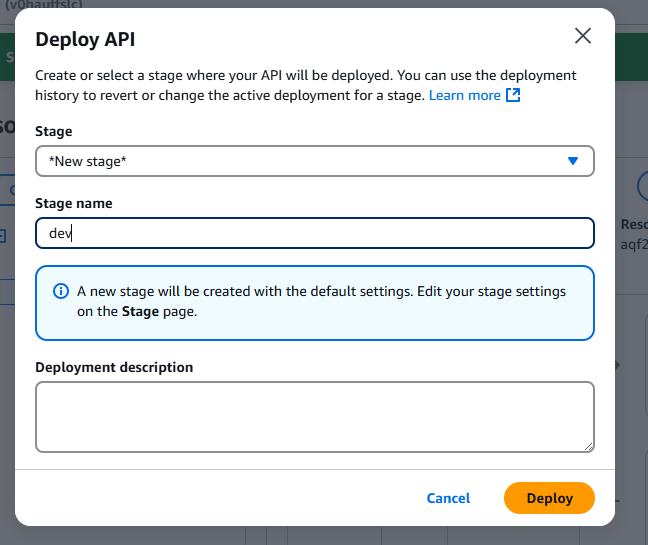 Deploy API
Create or select a stage where your API will be deployed. You can use the deployment
history to revert or change the active deployment for a stage. Learn more
Stage
*New stage*
Stage name
dev
A new stage will be created with the default settings. Edit your stage settings
on the Stage page.
Deployment description
Cancel
Deploy